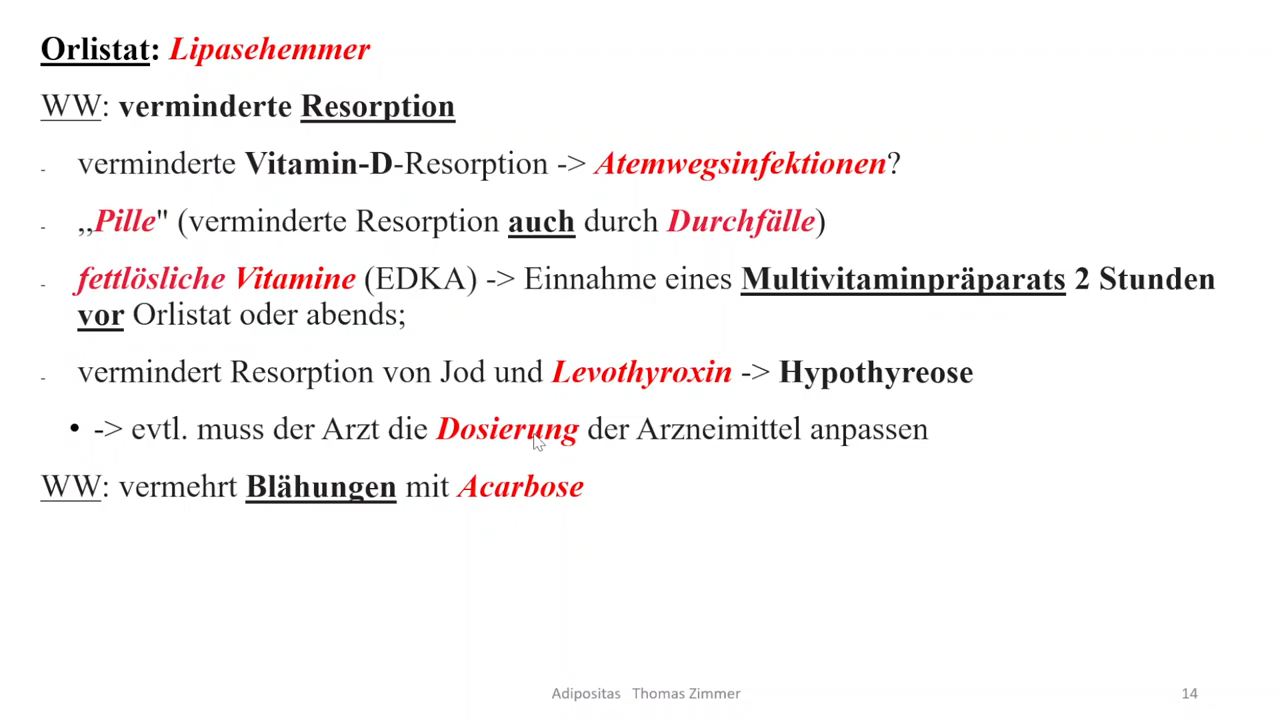 Orlistat: Lipasehemmer
WW: verminderte Resorption
- verminderte Vitamin-D-Resorption -> Atemwegsinfektionen?
- ,,Pille" (verminderte Resorption auch durch Durchfälle)
- fettlösliche Vitamine (EDKA) -> Einnahme eines Multivitaminpräparats 2 Stunden
vor Orlistat oder abends;
- vermindert Resorption von Jod und Levothyroxin -> Hypothyreose
• -> evtl. muss der Arzt die Dosierung der Arzneimittel anpassen
WW: vermehrt Blähungen mit Acarbose
Adipositas Thomas Zimmer
14